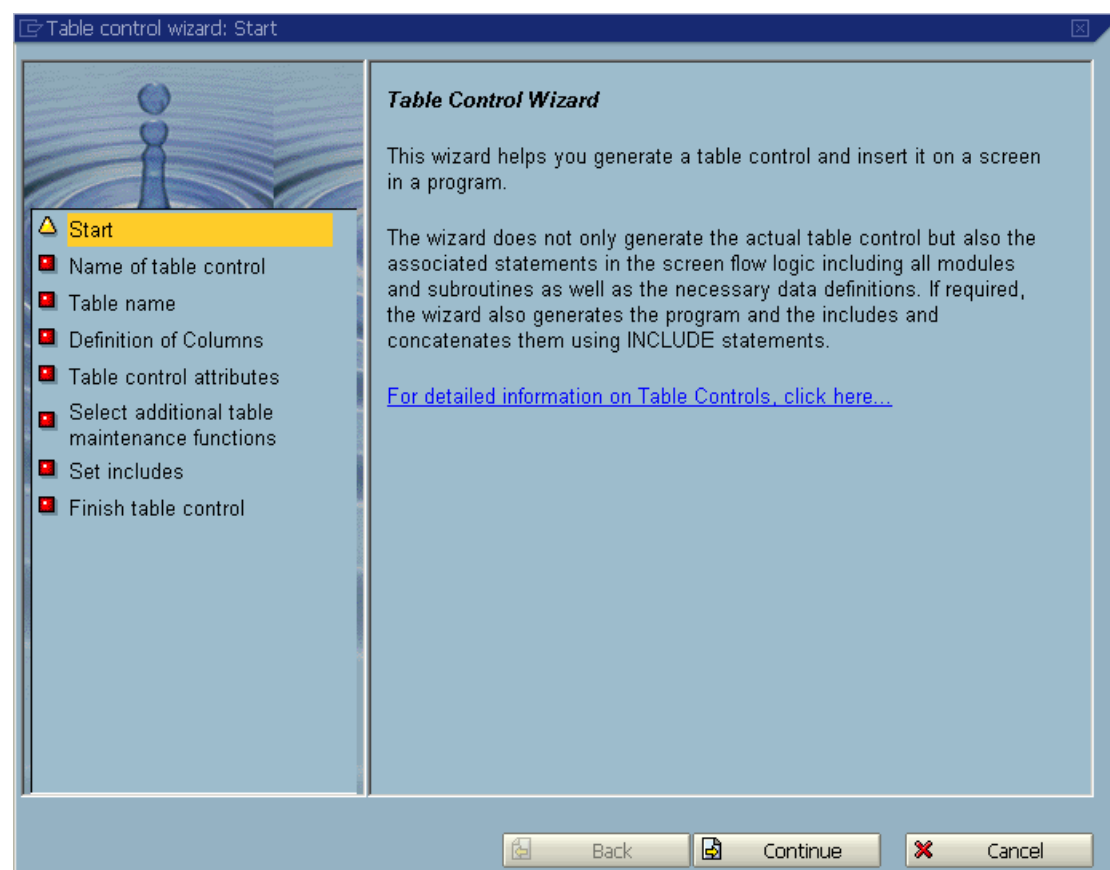 Table control wizard: Start
Table Control Wizard
This wizard helps you generate a table control and insert it on a screen
in a program.
The wizard does not only generate the actual table control but also the
associated statements in the screen flow logic including all modules
and subroutines as well as the necessary data definitions. If required,
the wizard also generates the program and the includes and
concatenates them using INCLUDE statements.
For detailed information on Table Controls, click here...
Start
Name of table control
Table name
Definition of Columns
Table control attributes
Select additional table
maintenance functions
Set includes
Finish table control
Back
Continue
Cancel